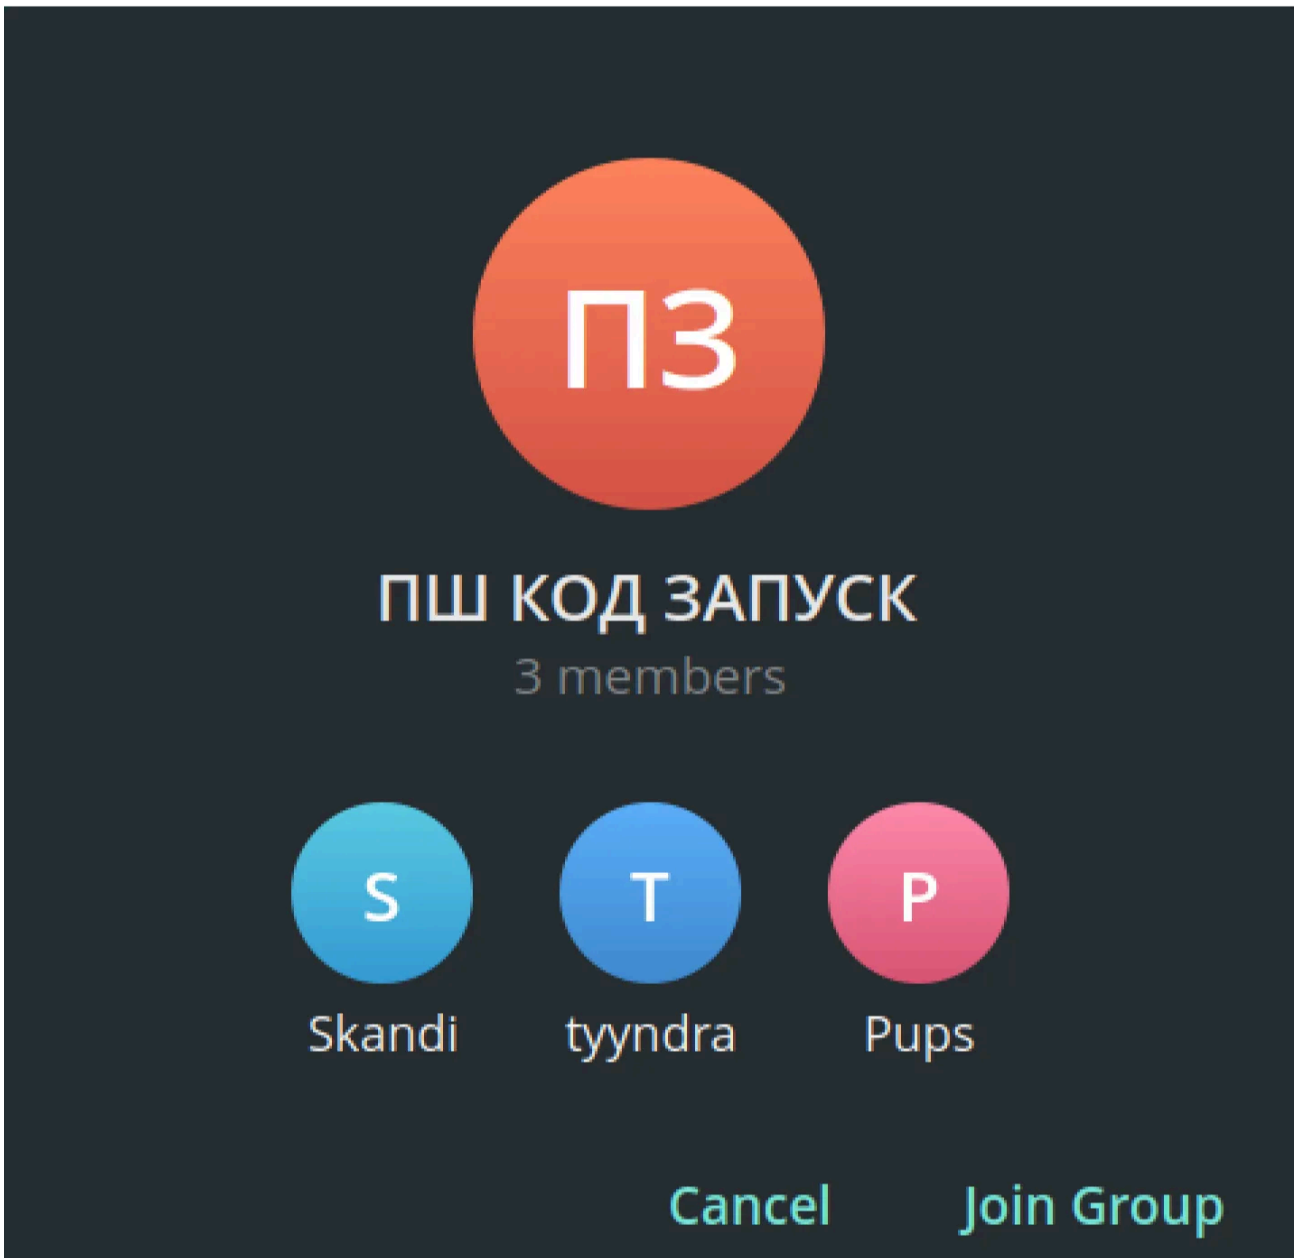 ПЗ
ПШ КОД ЗАПУСК
3 members
S T P
Skandi tyyndra Pups
Cancel Join Group